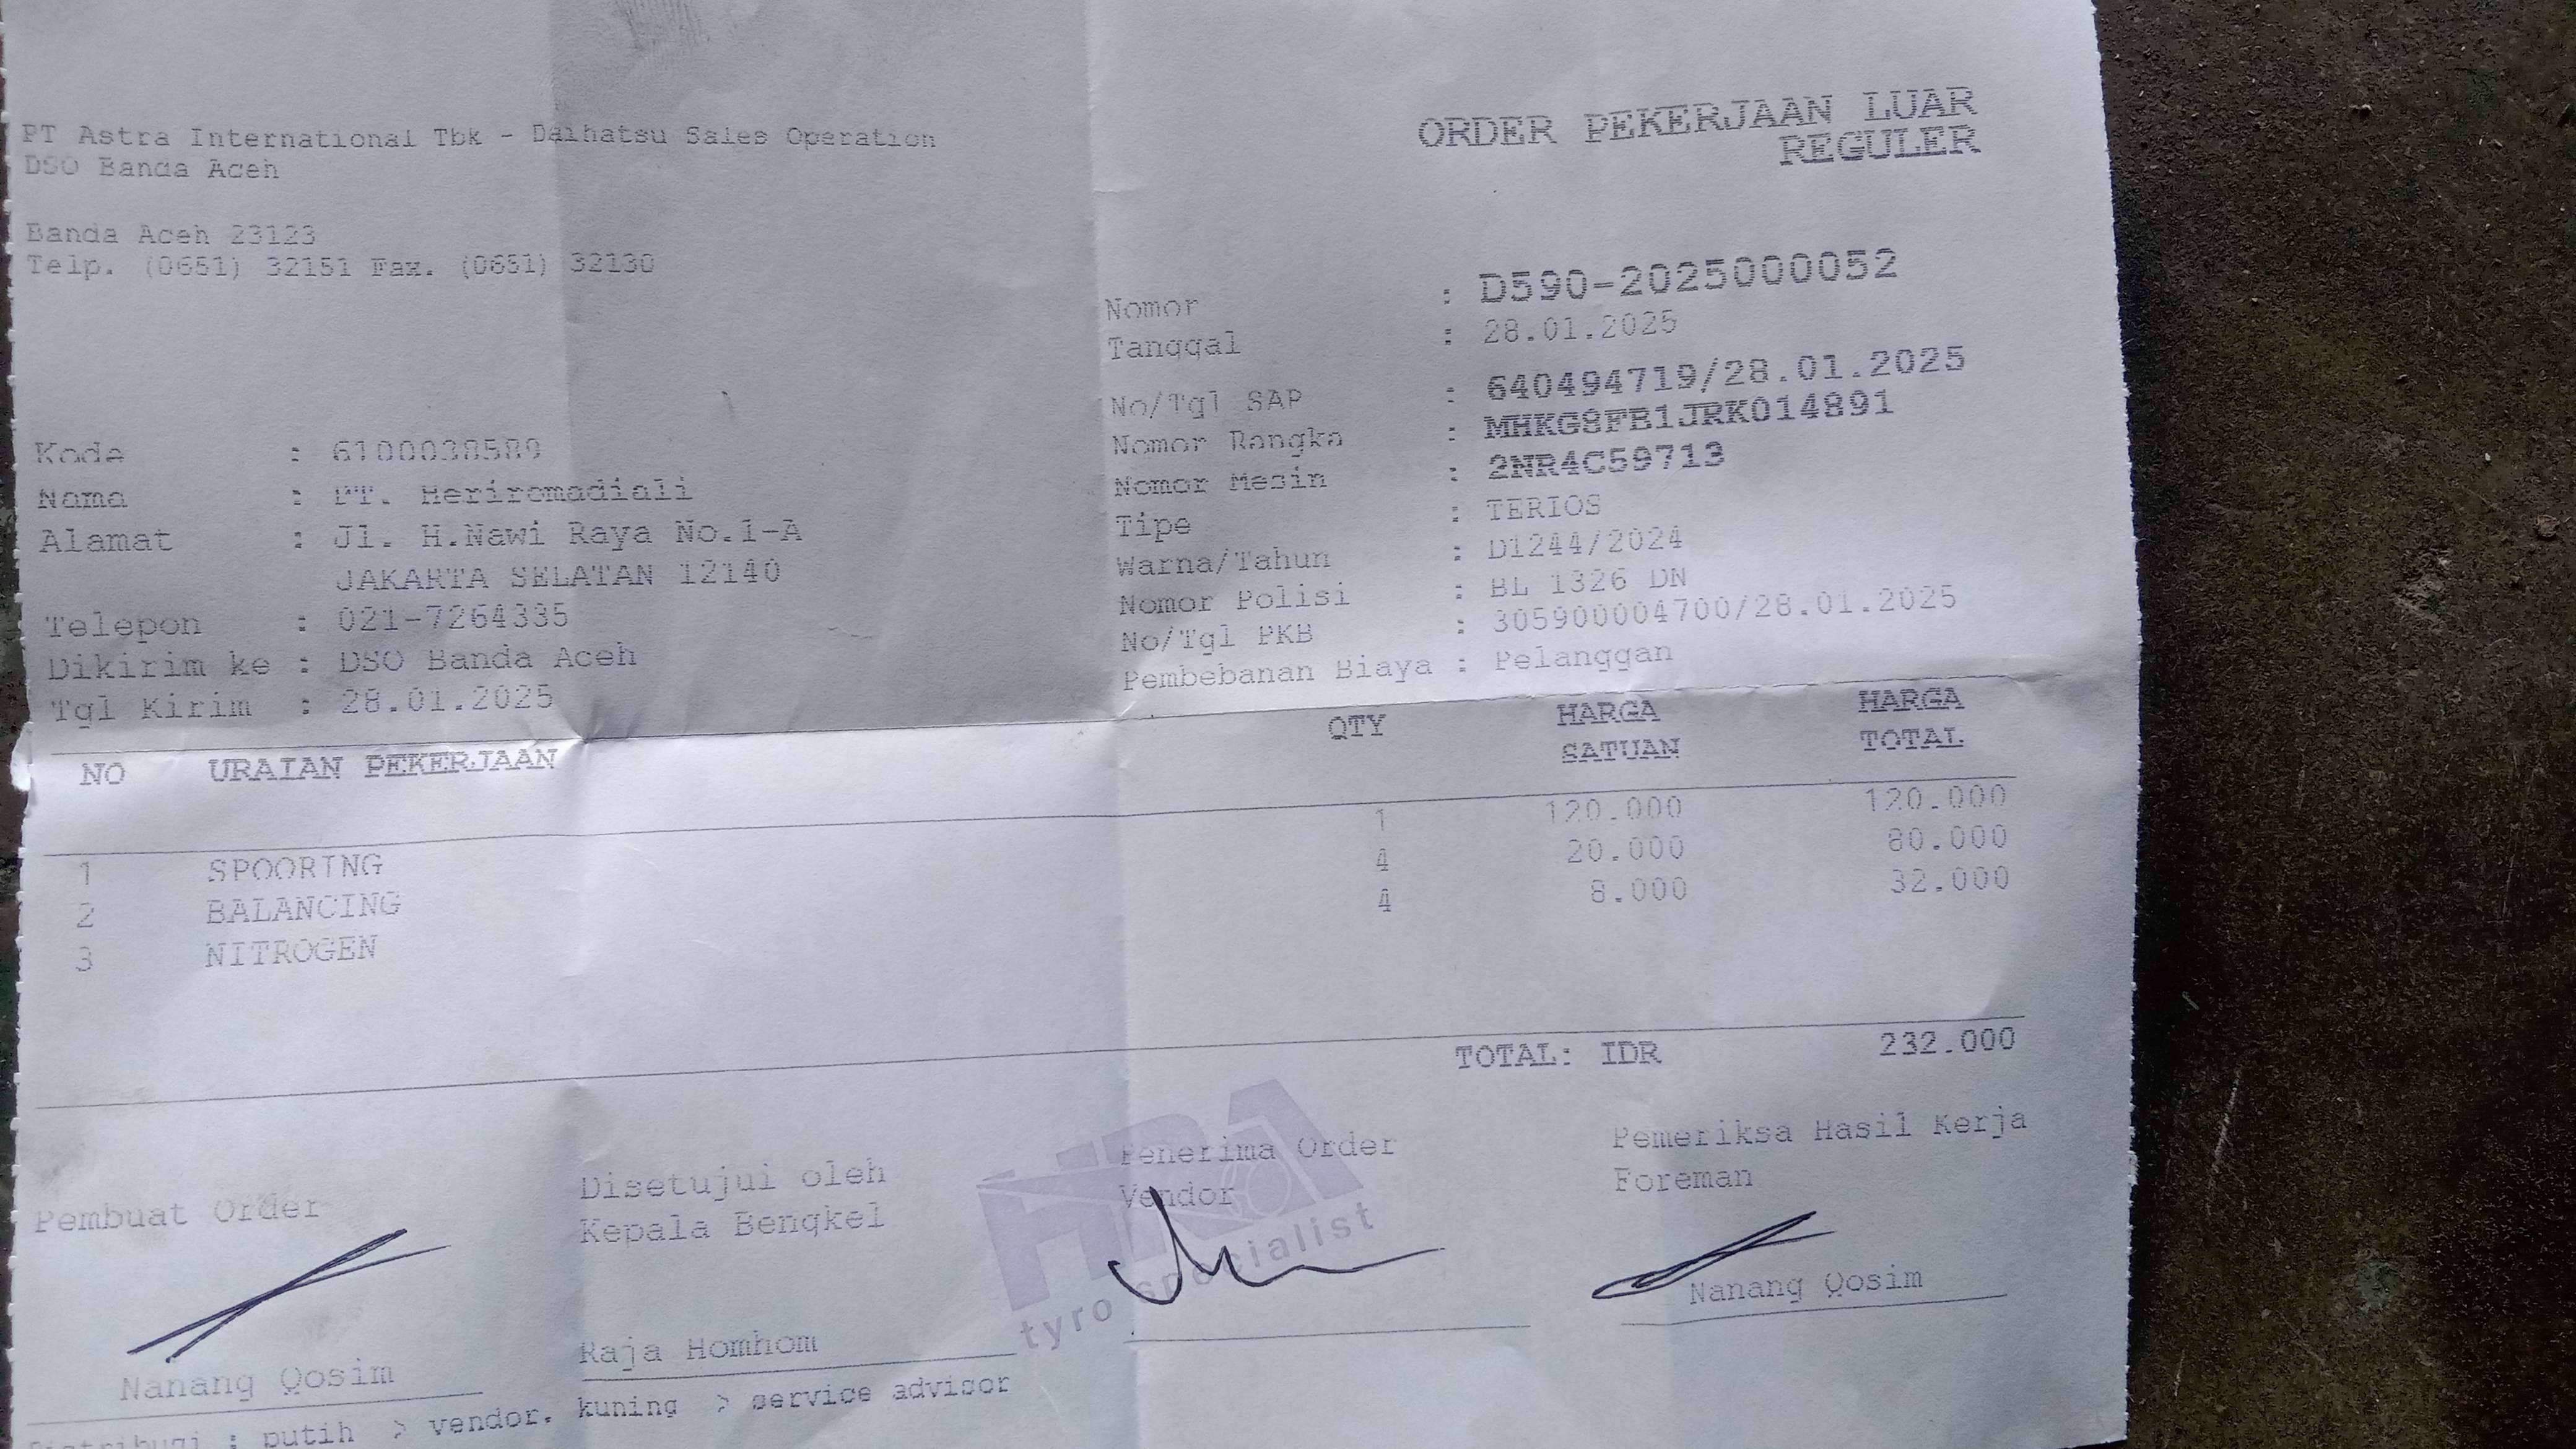 PT Astra International Tbk - Daihatsu Sales Operation
DSO Banda Aceh
Banda Aceh 23123
Telp. (0651) 32151 Fax. (0651) 32130
ORDER PEKERJAAN LUAR
REGULER
Nomor : D590-2025000052
Tanggal : 28.01.2025
No/Tgl SAP : 640494719/28.01.2025
Nomor Rangka : MHKG8FB1JRK014891
Nomor Mesin : 2NR4C59713
Tipe : TERIOS
Warna/Tahun : D1244/2024
Nomor Polisi : BL 1326 DN
No/Tgl PKB : 305900004700/28.01.2025
Pembebanan Biaya : Pelanggan
Kode : 6100038589
Nama : PT. Heriromadiali
Alamat : Jl. H.Nawi Raya No.1-A
JAKARTA SELATAN 12140
Telepon : 021-7264335
Dikirim ke : DSO Banda Aceh
Tgl Kirim : 28.01.2025
NO URAIAN PEKERJAAN QTY HARGA SATUAN HARGA TOTAL
1 SPOORING 1 120.000 120.000
2 BALANCING 4 20.000 80.000
3 NITROGEN 4 8.000 32.000
TOTAL: IDR 232.000
Pembuat Order
Nanang Qosim
Disetujui oleh
Kepala Bengkel
Raja Homhom
Penerima Order
Vendor
HRA
tyro specialist
Pemeriksa Hasil Kerja
Foreman
Nanang Qosim
Distribusi : putih > vendor. kuning > service advisor